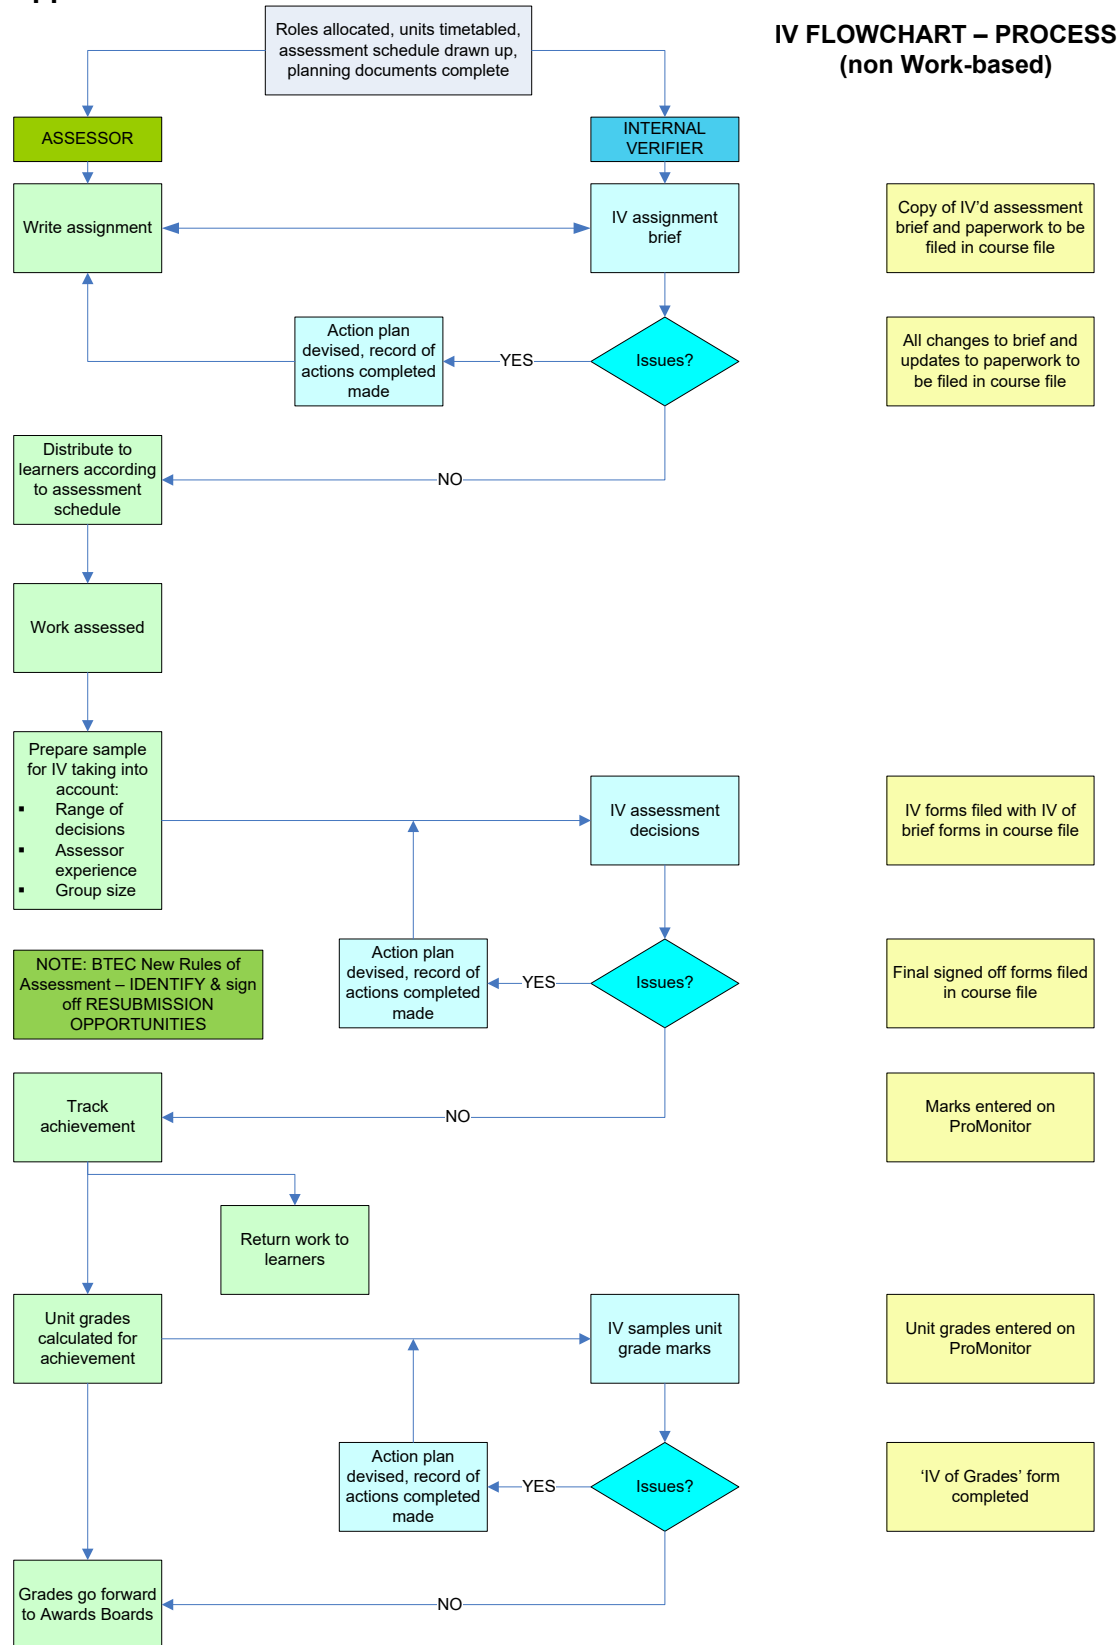 Roles allocated, units timetabled,
assessment schedule drawn up,
planning documents complete
IV FLOWCHART – PROCESS
(non Work-based)
ASSESSOR
INTERNAL
VERIFIER
Write assignment
IV assignment
brief
Copy of IV’d assessment
brief and paperwork to be
filed in course file
Action plan
devised, record of
actions completed
made
YES
Issues?
All changes to brief and
updates to paperwork to
be filed in course file
Distribute to
learners according
to assessment
schedule
NO
Work assessed
Prepare sample
for IV taking into
account:
▪ Range of
decisions
▪ Assessor
experience
▪ Group size
IV assessment
decisions
IV forms filed with IV of
brief forms in course file
NOTE: BTEC New Rules of
Assessment – IDENTIFY & sign
off RESUBMISSION
OPPORTUNITIES
Action plan
devised, record of
actions completed
made
YES
Issues?
Final signed off forms filed
in course file
Track
achievement
NO
Marks entered on
ProMonitor
Return work to
learners
Unit grades
calculated for
achievement
IV samples unit
grade marks
Unit grades entered on
ProMonitor
Action plan
devised, record of
actions completed
made
YES
Issues?
‘IV of Grades’ form
completed
Grades go forward
to Awards Boards
NO